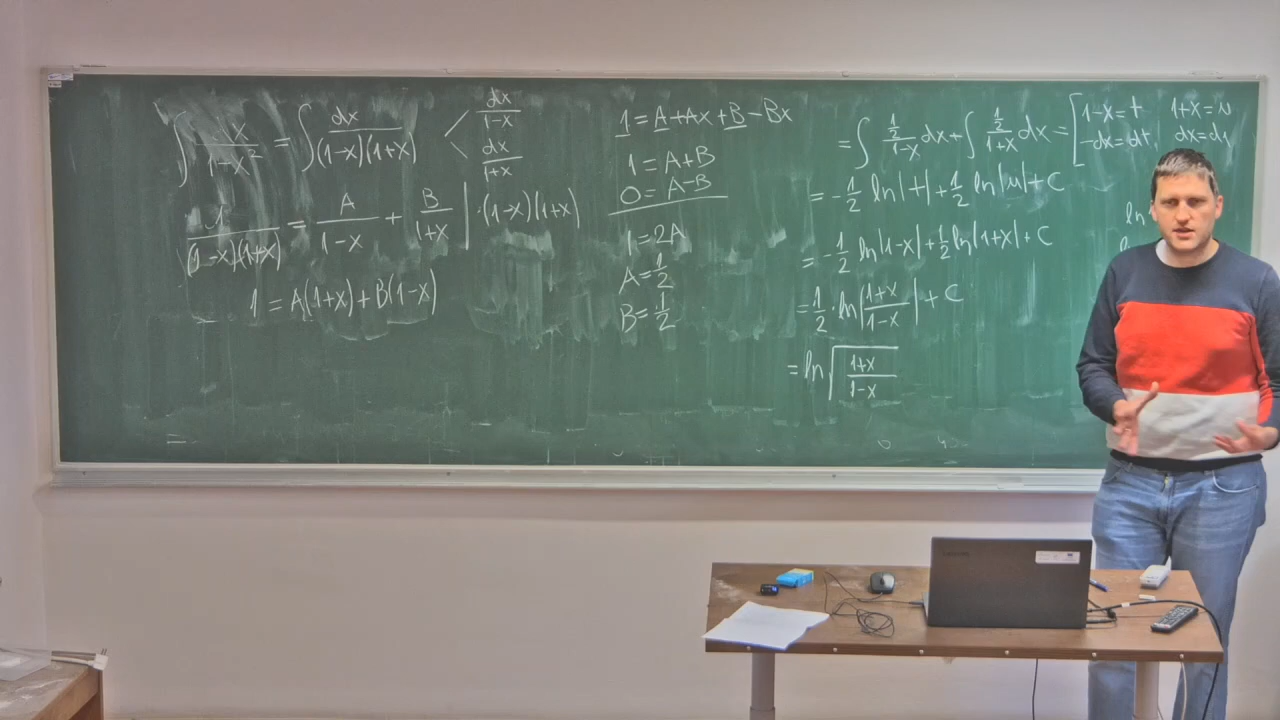 ∫ dx/(1-x²) = ∫ dx/((1-x)(1+x)) < dx/(1-x) dx/(1+x)
1/((1-x)(1+x)) = A/(1-x) + B/(1+x) | ·(1-x)(1+x)
1 = A(1+x) + B(1-x)
1 = A + Ax + B - Bx
1 = A+B
0 = A-B
1 = 2A
A = 1/2
B = 1/2
= ∫ (1/2)/(1-x) dx + ∫ (1/2)/(1+x) dx = [ 1-x = t 1+x = u
-dx = dt, dx = du
= -1/2 ln|t| + 1/2 ln|u| + C
= -1/2 ln|1-x| + 1/2 ln|1+x| + C
= 1/2 · ln|(1+x)/(1-x)| + C
= ln √((1+x)/(1-x))
ln